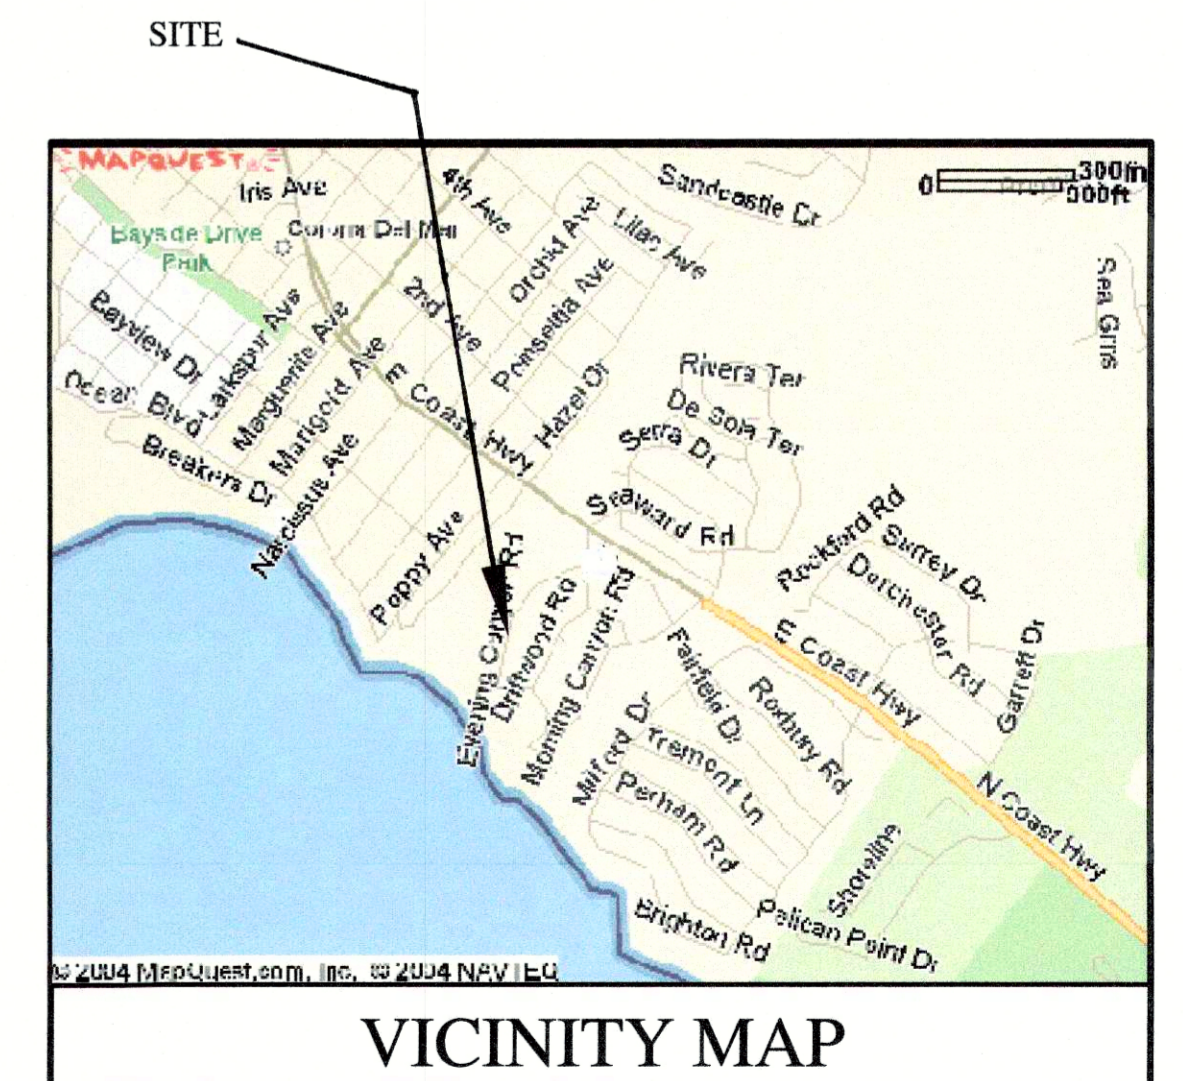 SITE
MAPQUEST
Iris Ave
4th Ave
Sandcastle Dr
0
300m
Bayside Drive
Park
Corona Del Mar
Orchid Ave
Lilac Ave
Sea Grns
2nd Ave
Poinsettia Ave
Bayview Dr
Larkspur Ave
Marguerite Ave
Marigold Ave
Ocean Blvd
E Coast Hwy
Hazel Dr
Rivera Ter
De Sola Ter
Serra Dr
Breakers Dr
Narcissus Ave
Seaward Rd
Rockford Rd
Surrey Dr
Dorchester Rd
Poppy Ave
Evening Canyon Rd
Driftwood Rd
Morning Canyon Rd
E Coast Hwy
Garrett Dr
Fairfield Dr
Roxbury Rd
Milford Dr
Tremont Ln
Perham Rd
N Coast Hwy
Shoreline
Brighton Rd
Pelican Point Dr
© 2004 MapQuest.com, Inc. © 2004 NAVTEQ
VICINITY MAP